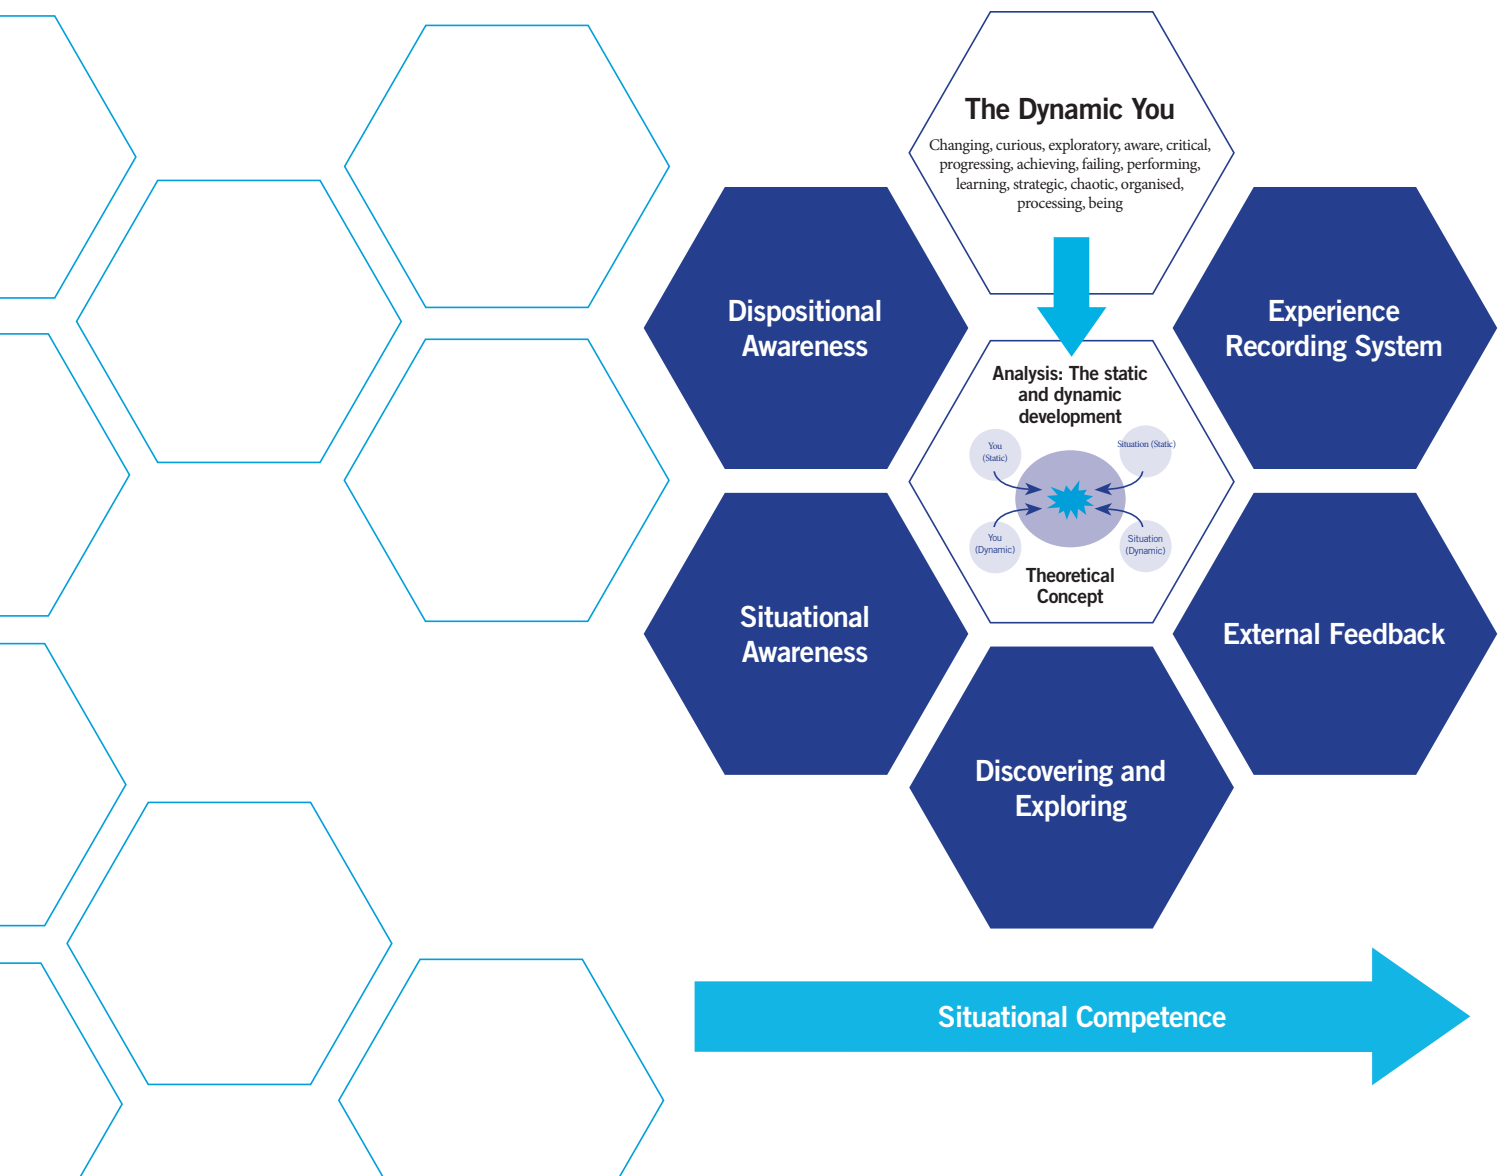 The Dynamic You
Changing, curious, exploratory, aware, critical,
progressing, achieving, failing, performing,
learning, strategic, chaotic, organised,
processing, being
Dispositional
Awareness
Experience
Recording System
Analysis: The static
and dynamic
development
You
(Static)
Situation (Static)
You
(Dynamic)
Situation
(Dynamic)
Theoretical
Concept
Situational
Awareness
External Feedback
Discovering and
Exploring
Situational Competence